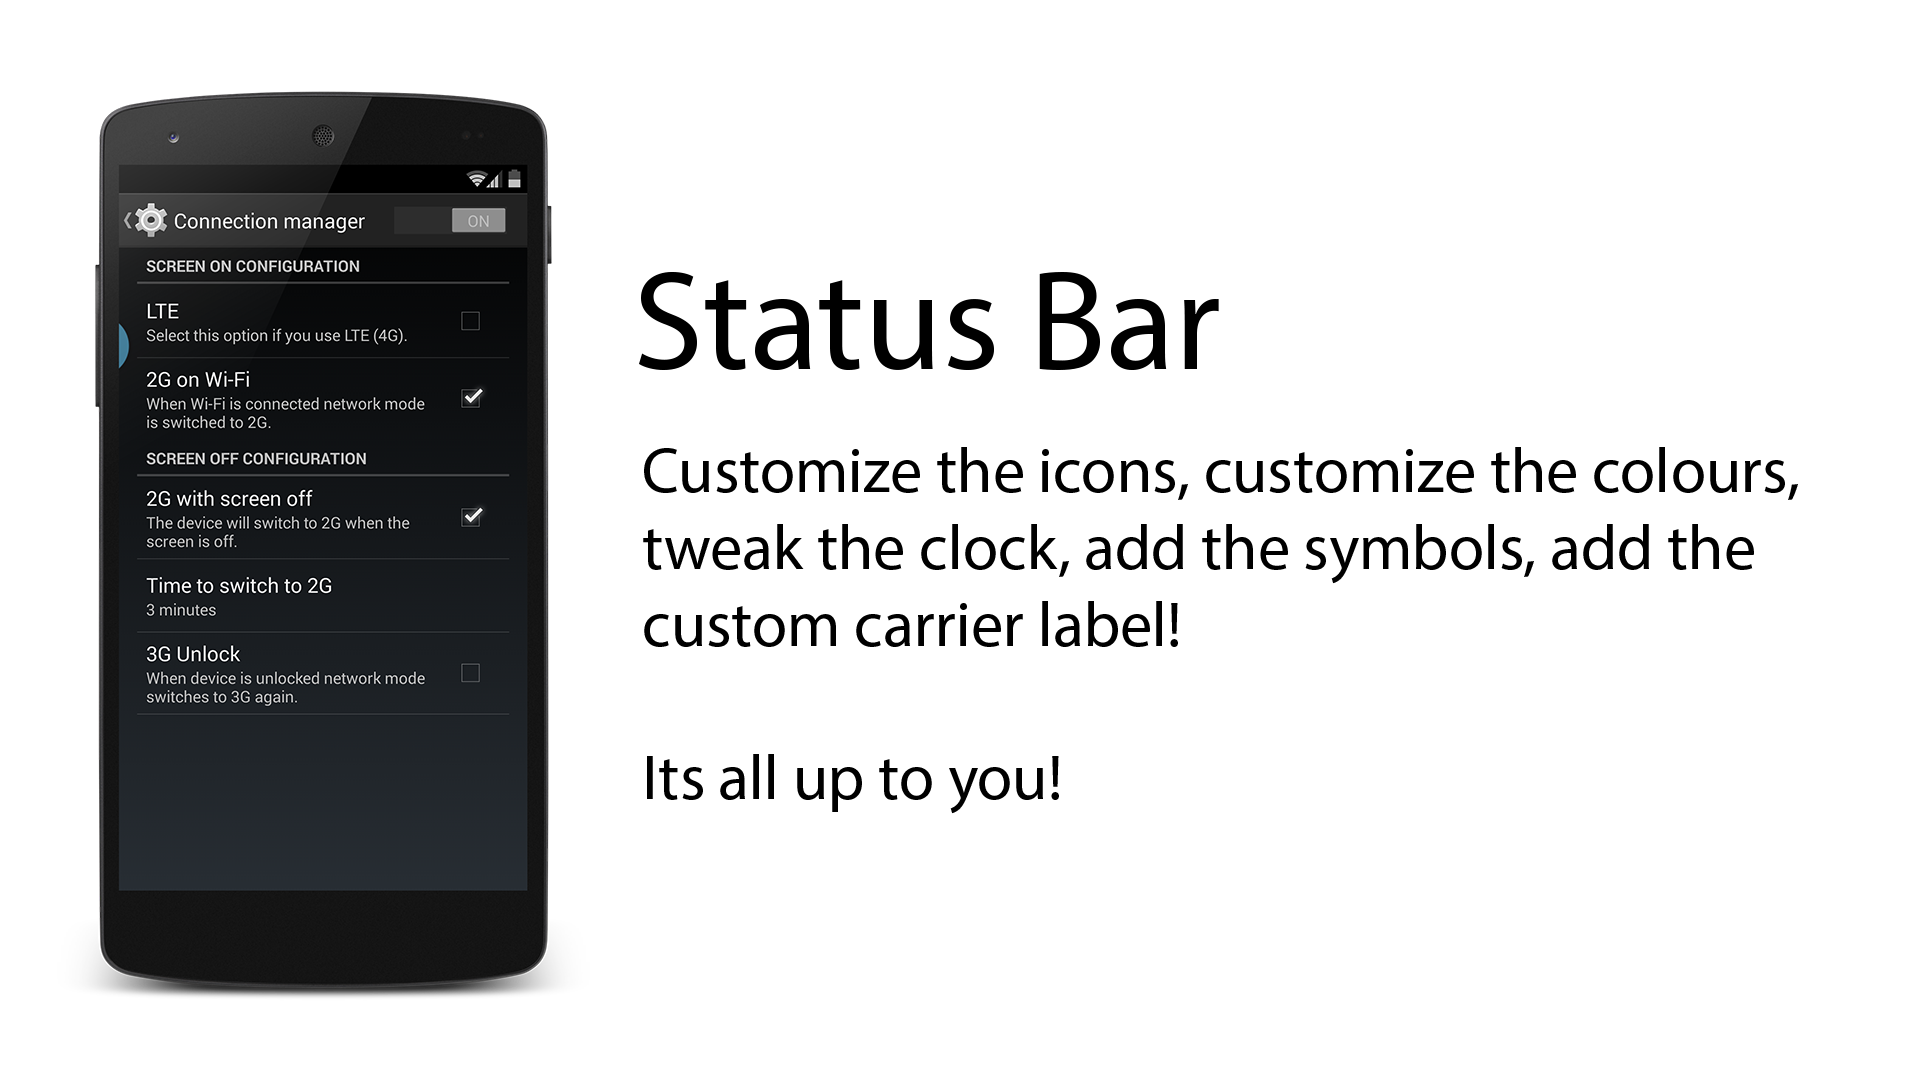 Connection manager
ON
SCREEN ON CONFIGURATION
LTE
Select this option if you use LTE (4G).
2G on Wi-Fi
When Wi-Fi is connected network mode
is switched to 2G.
SCREEN OFF CONFIGURATION
2G with screen off
The device will switch to 2G when the
screen is off.
Time to switch to 2G
3 minutes
3G Unlock
When device is unlocked network mode
switches to 3G again.
Status Bar
Customize the icons, customize the colours,
tweak the clock, add the symbols, add the
custom carrier label!
Its all up to you!